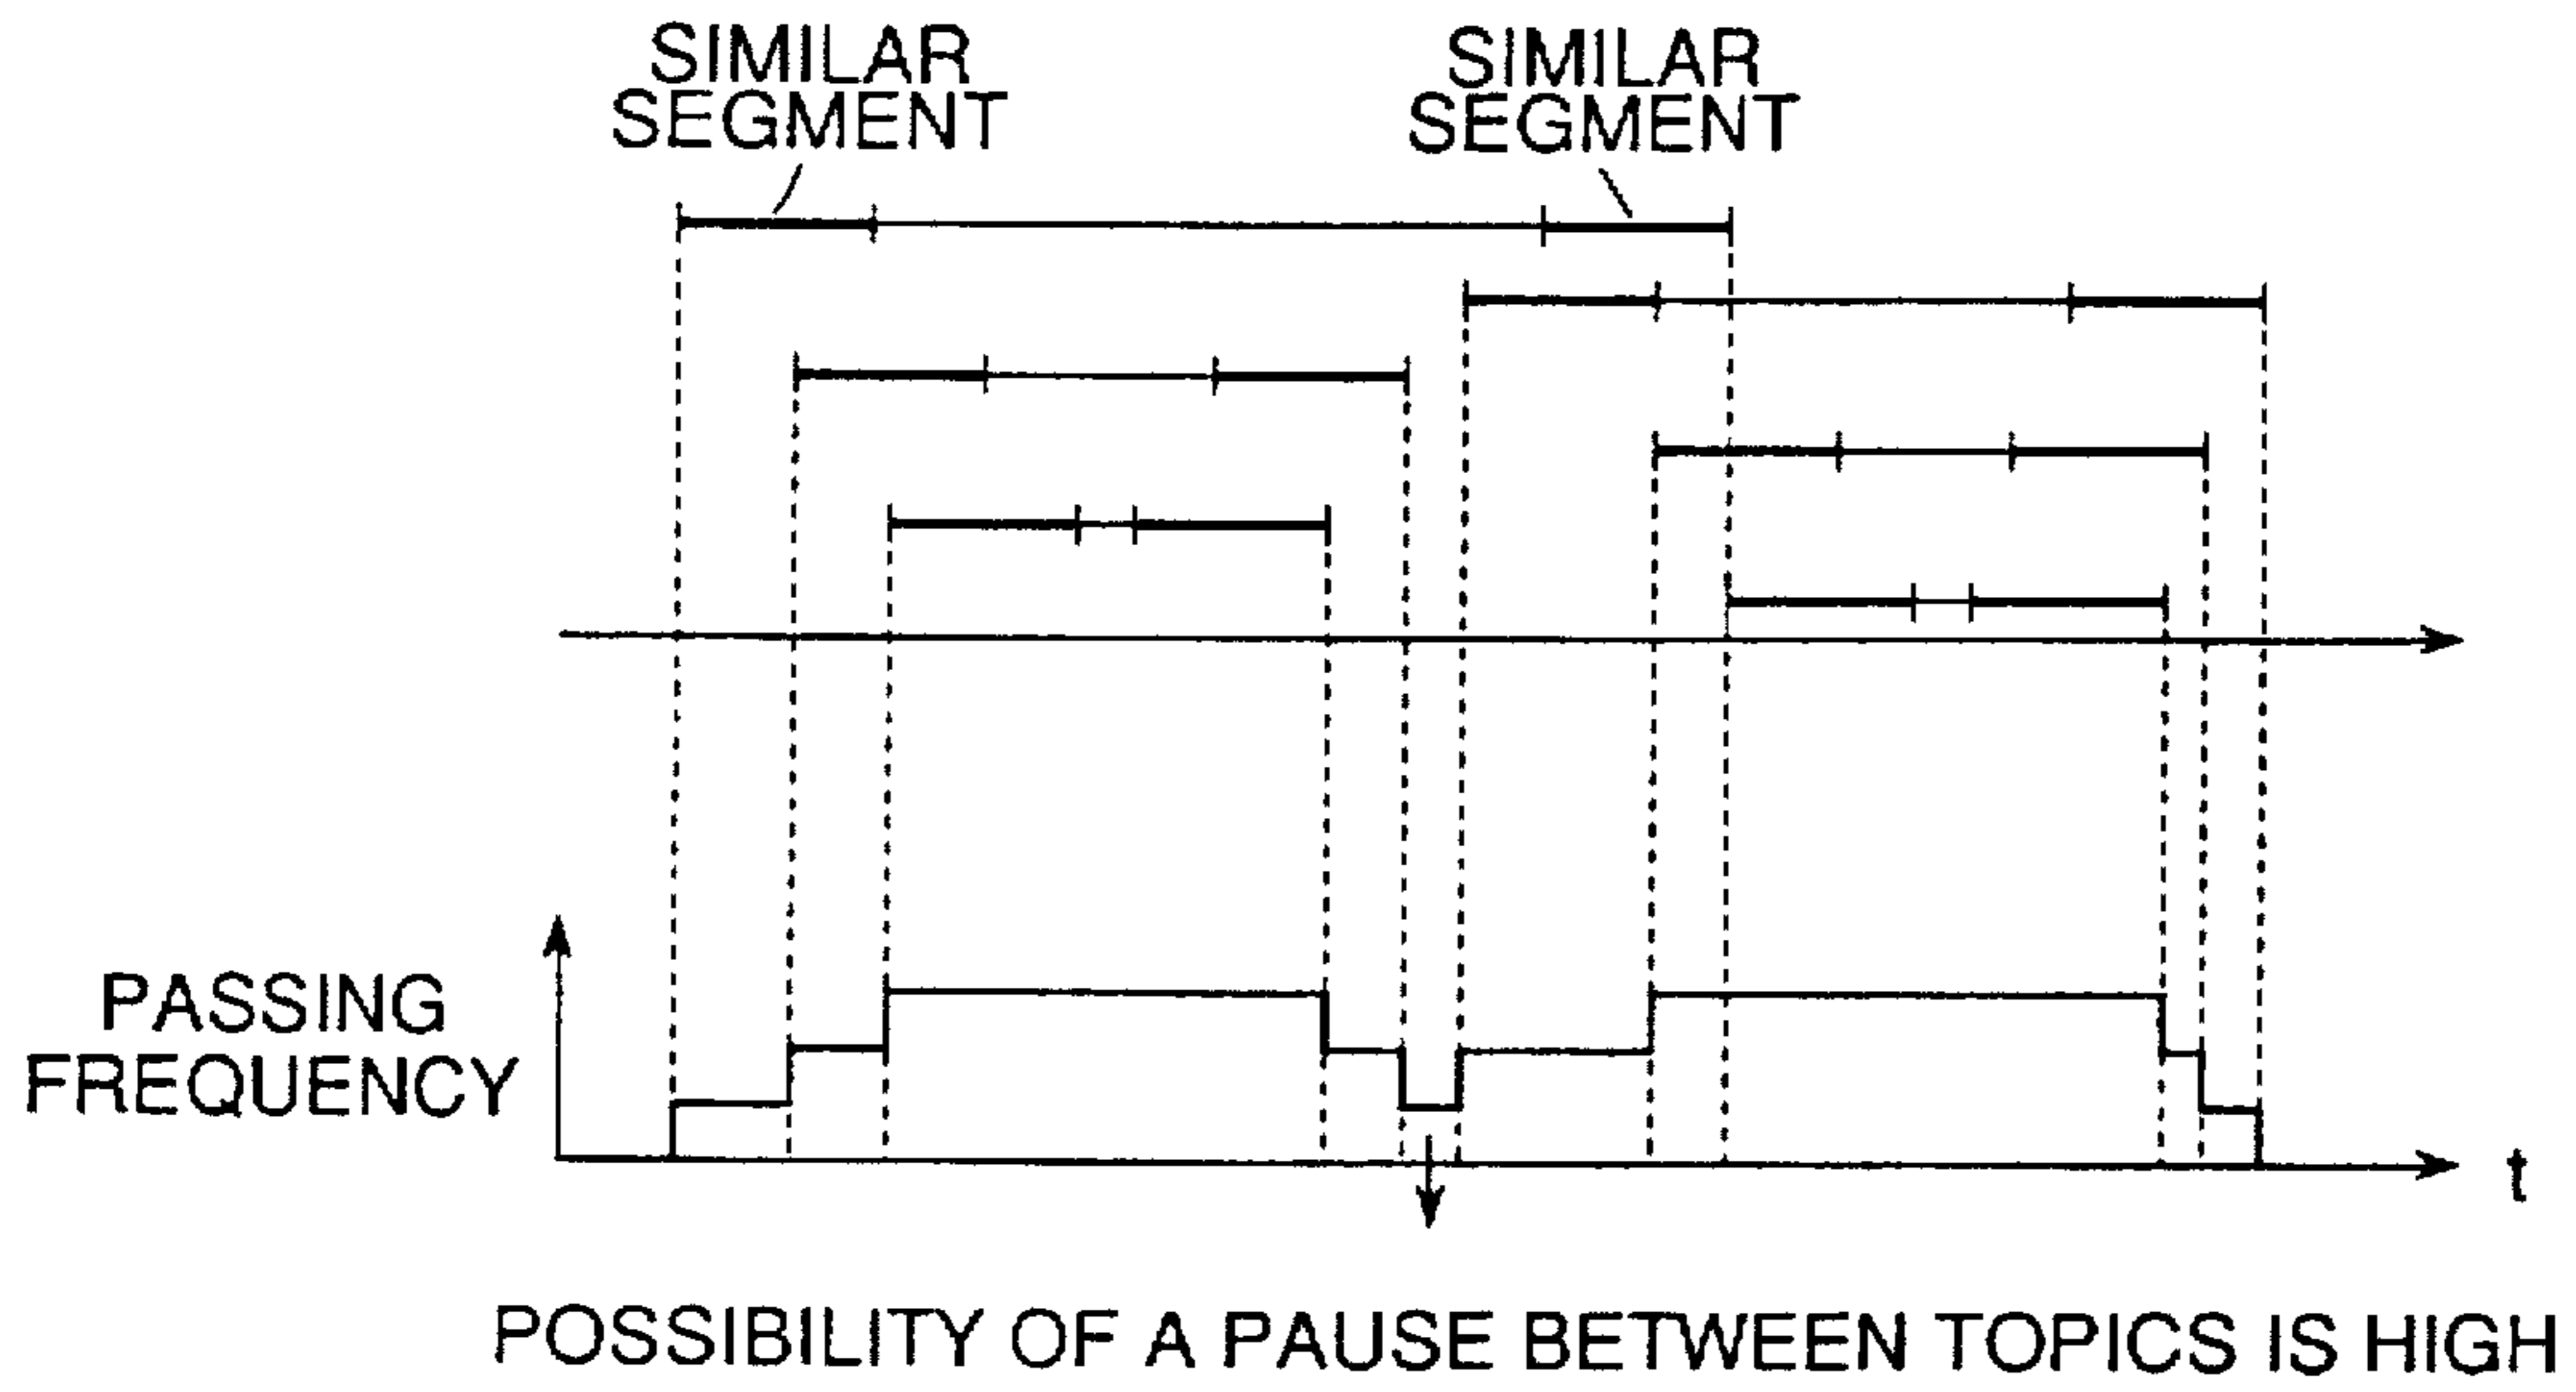 SIMILAR
SEGMENT
SIMILAR
SEGMENT
PASSING
FREQUENCY
t
POSSIBILITY OF A PAUSE BETWEEN TOPICS IS HIGH